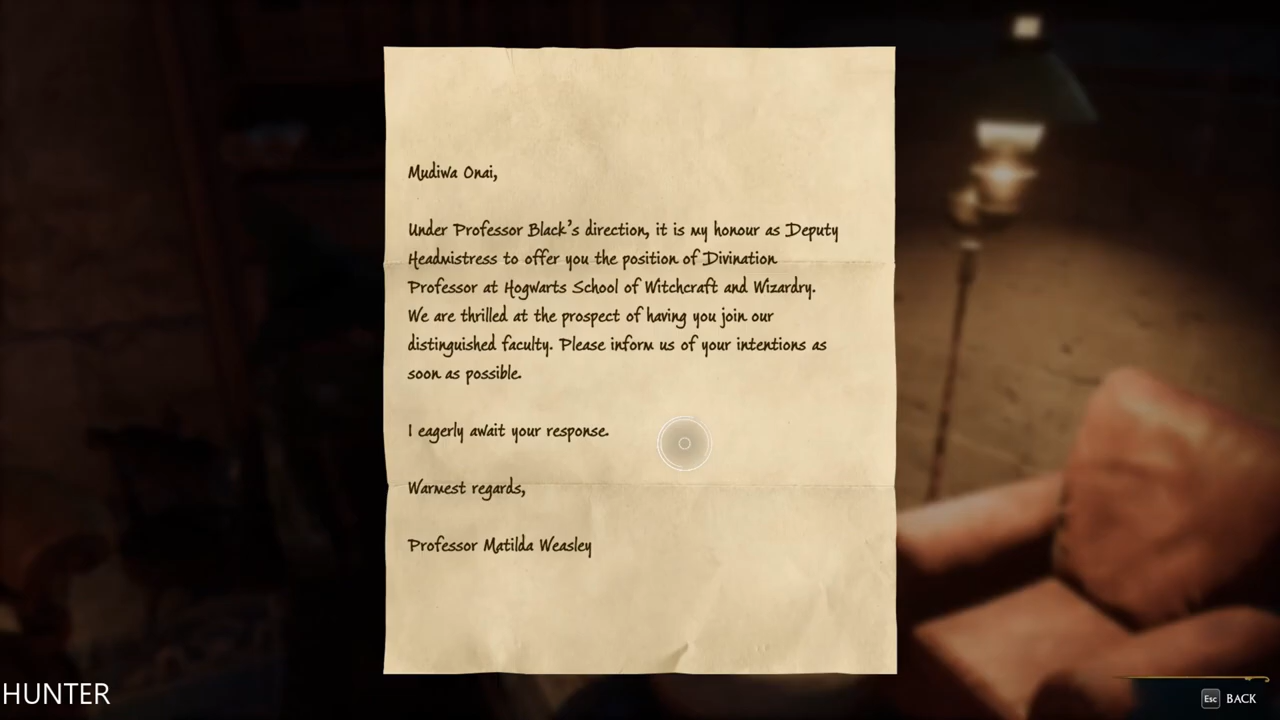 Mudiwa Onai,
Under Professor Black's direction, it is my honour as Deputy
Headmistress to offer you the position of Divination
Professor at Hogwarts School of Witchcraft and Wizardry.
We are thrilled at the prospect of having you join our
distinguished faculty. Please inform us of your intentions as
soon as possible.
I eagerly await your response.
Warmest regards,
Professor Matilda Weasley
HUNTER
Esc BACK